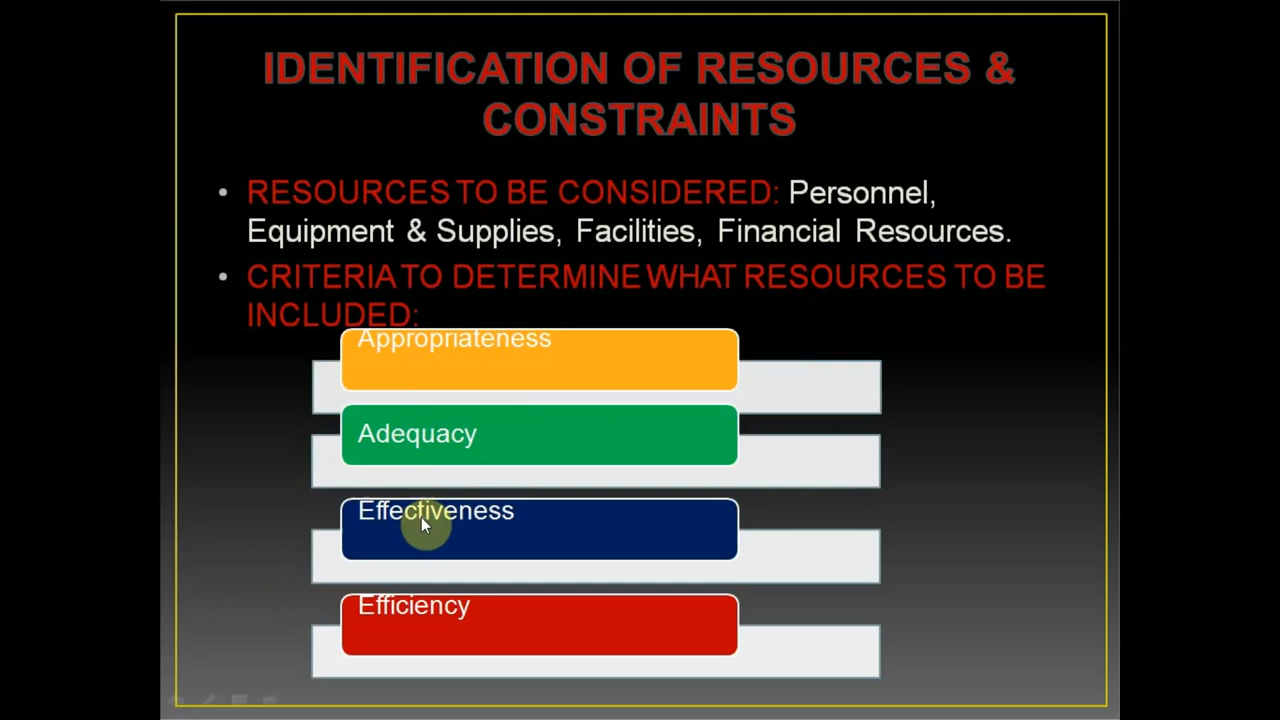 IDENTIFICATION OF RESOURCES &
CONSTRAINTS
• RESOURCES TO BE CONSIDERED: Personnel,
Equipment & Supplies, Facilities, Financial Resources.
• CRITERIA TO DETERMINE WHAT RESOURCES TO BE
INCLUDED:
Appropriateness
Adequacy
Effectiveness
Efficiency